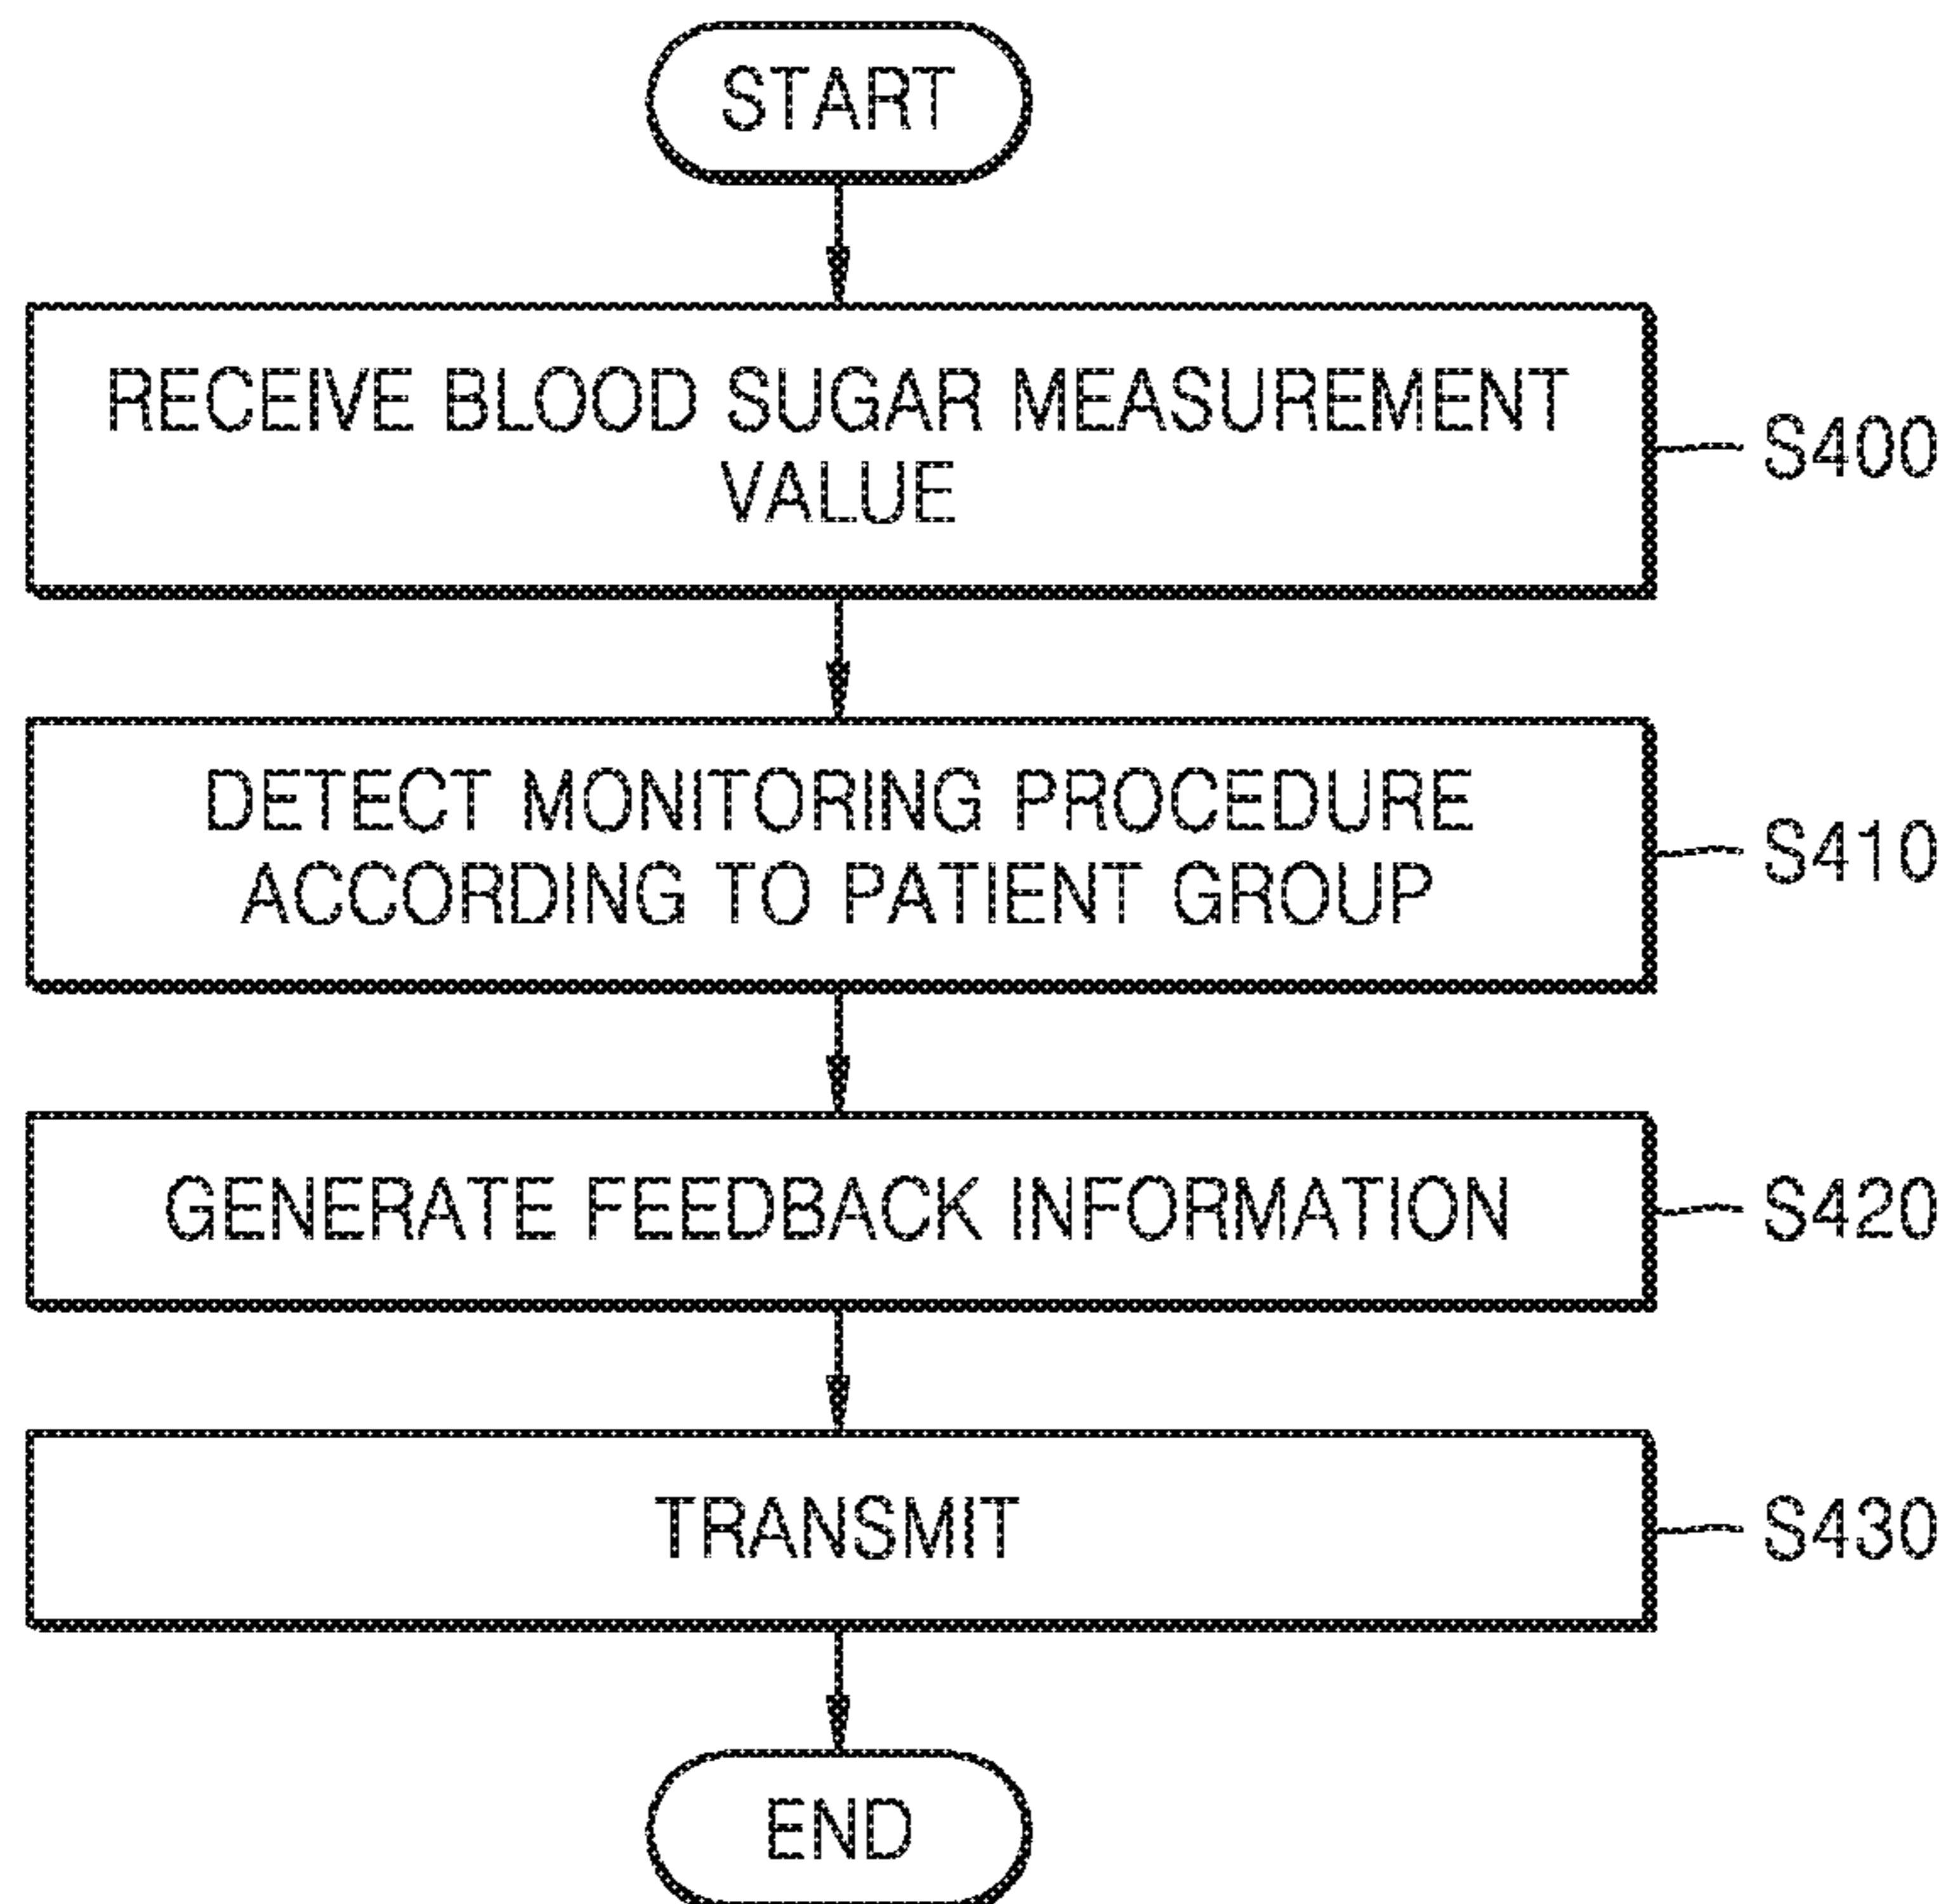 START
RECEIVE BLOOD SUGAR MEASUREMENT
VALUE
S400
DETECT MONITORING PROCEDURE
ACCORDING TO PATIENT GROUP
S410
GENERATE FEEDBACK INFORMATION
S420
TRANSMIT
S430
END